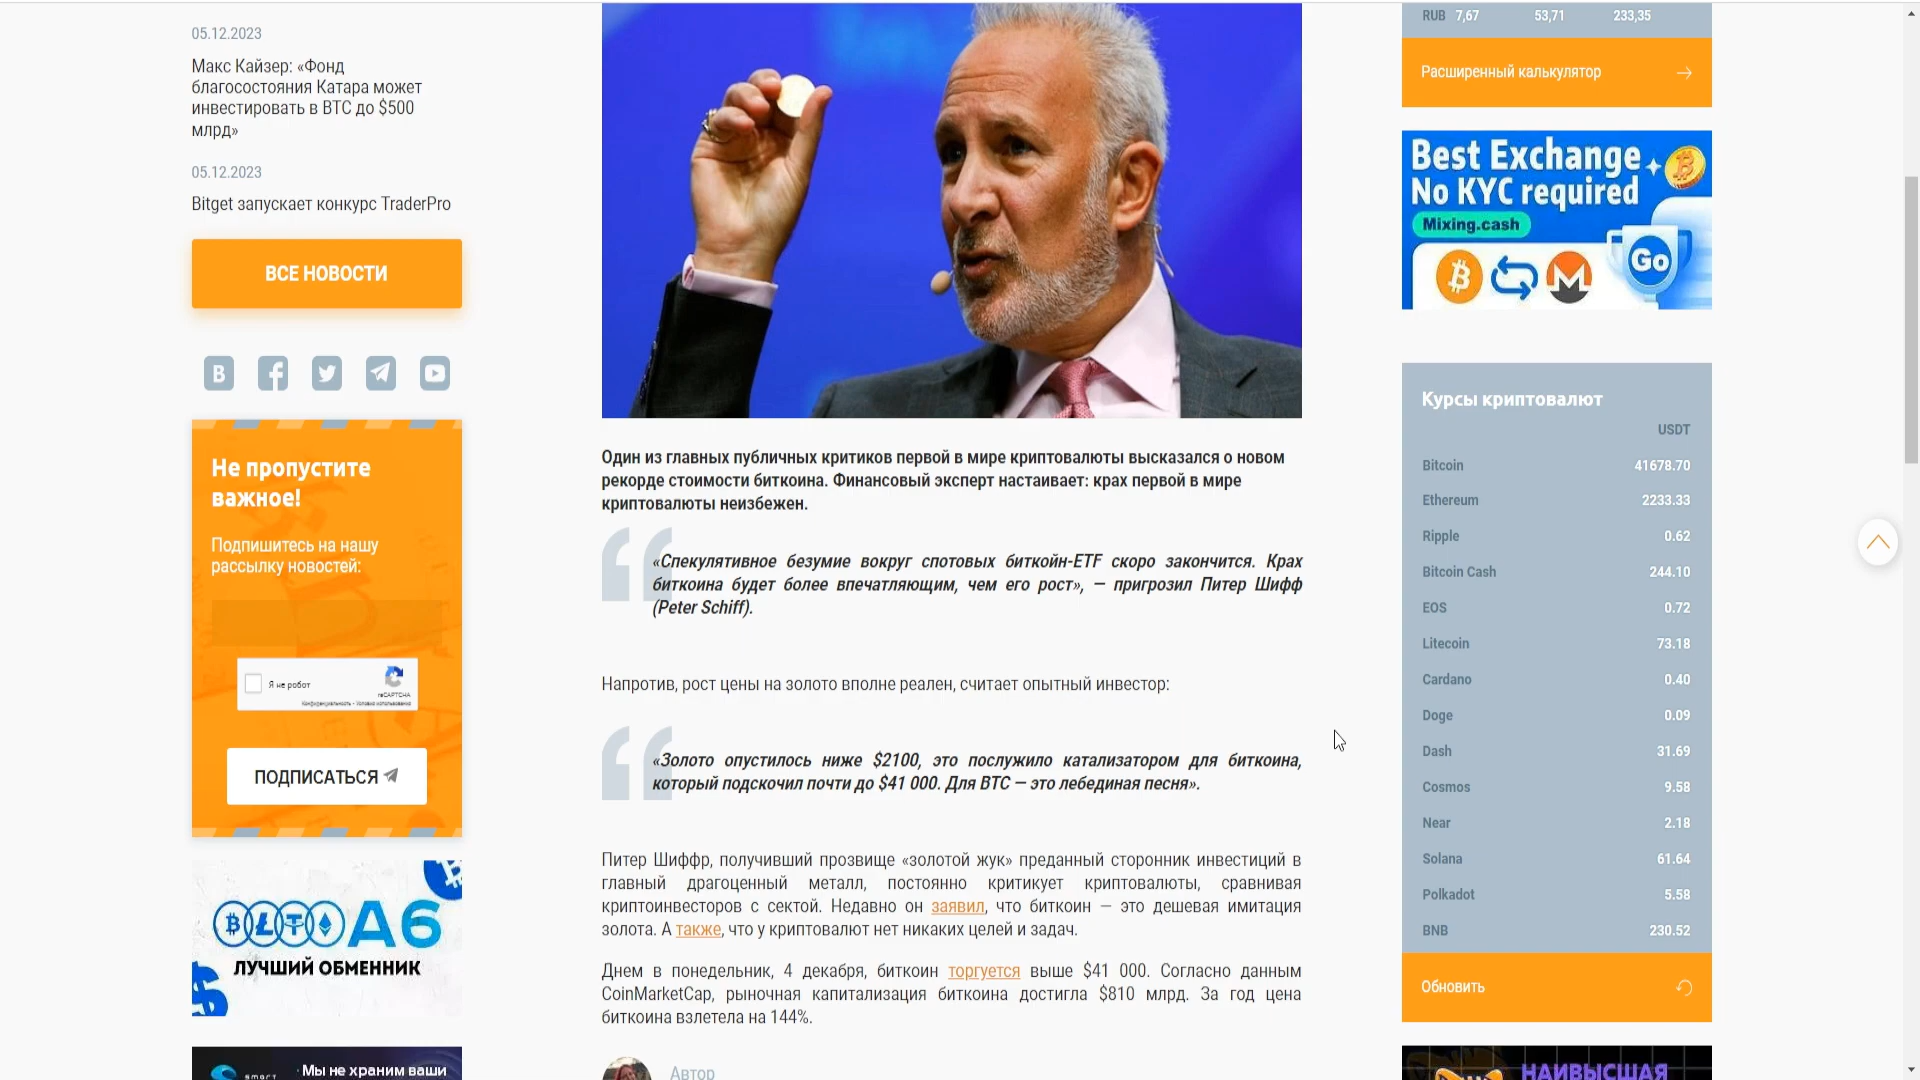 05.12.2023
Макс Кайзер: «Фонд
благосостояния Катара может
инвестировать в BTC до $500
млрд»
05.12.2023
Bitget запускает конкурс TraderPro
ВСЕ НОВОСТИ
Не пропустите
важное!
Подпишитесь на нашу
рассылку новостей:
Я не робот
reCAPTCHA
Конфиденциальность - Условия использования
ПОДПИСАТЬСЯ
А6
ЛУЧШИЙ ОБМЕННИК
smart
· Мы не храним ваши
Один из главных публичных критиков первой в мире криптовалюты высказался о новом
рекорде стоимости биткоина. Финансовый эксперт настаивает: крах первой в мире
криптовалюты неизбежен.
«Спекулятивное безумие вокруг спотовых биткойн-ETF скоро закончится. Крах
биткоина будет более впечатляющим, чем его рост», — пригрозил Питер Шифф
(Peter Schiff).
Напротив, рост цены на золото вполне реален, считает опытный инвестор:
«Золото опустилось ниже $2100, это послужило катализатором для биткоина,
который подскочил почти до $41 000. Для BTC — это лебединая песня».
Питер Шиффр, получивший прозвище «золотой жук» преданный сторонник инвестиций в
главный драгоценный металл, постоянно критикует криптовалюты, сравнивая
криптоинвесторов с сектой. Недавно он заявил, что биткоин — это дешевая имитация
золота. А также, что у криптовалют нет никаких целей и задач.
Днем в понедельник, 4 декабря, биткоин торгуется выше $41 000. Согласно данным
CoinMarketCap, рыночная капитализация биткоина достигла $810 млрд. За год цена
биткоина взлетела на 144%.
Автор
RUB 7,67 53,71 233,35
Расширенный калькулятор
Best Exchange
No KYC required
Mixing.cash
Go
Курсы криптовалют
USDT
Bitcoin 41678.70
Ethereum 2233.33
Ripple 0.62
Bitcoin Cash 244.10
EOS 0.72
Litecoin 73.18
Cardano 0.40
Doge 0.09
Dash 31.69
Cosmos 9.58
Near 2.18
Solana 61.64
Polkadot 5.58
BNB 230.52
Обновить
НАИВЫСШАЯ